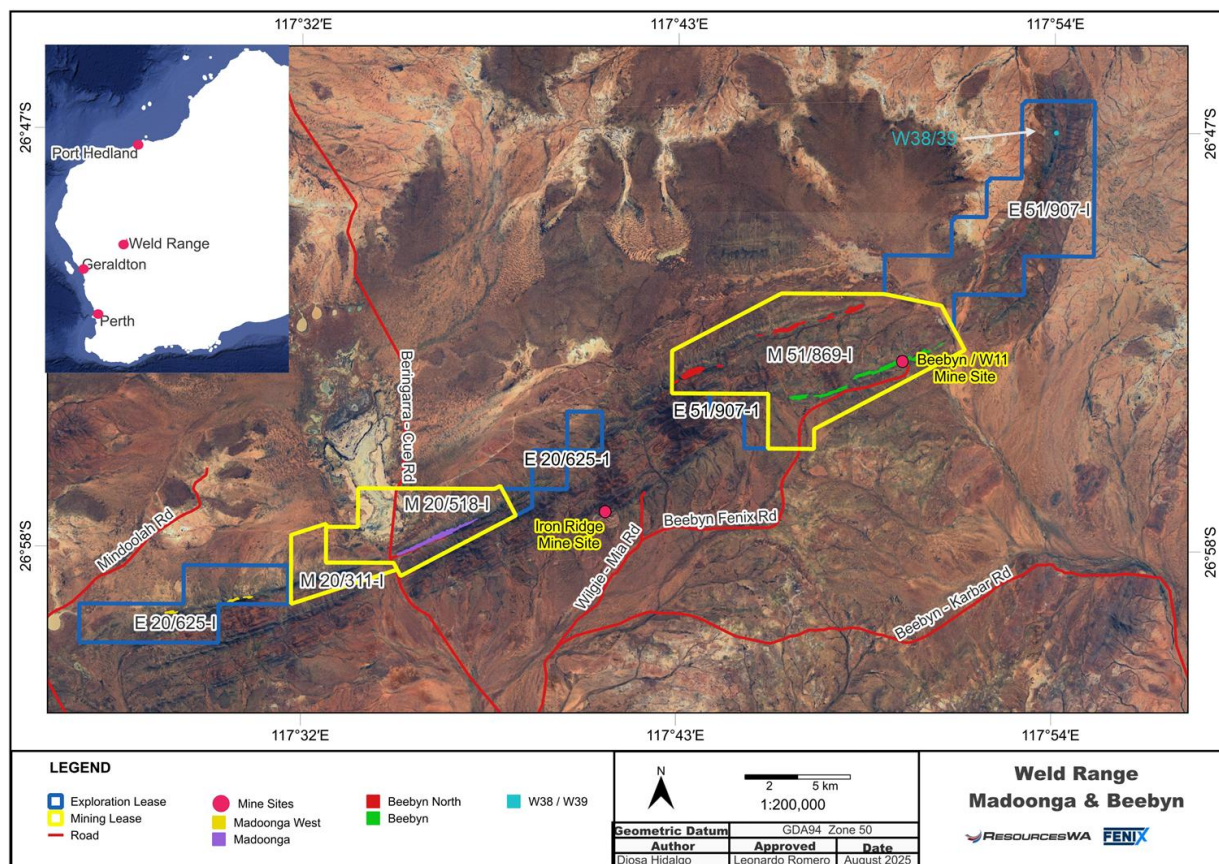 117°32'E
117°43'E
117°54'E
26°47'S
26°47'S
Port Hedland
Weld Range
Geraldton
Perth
W38/39
E 51/907-I
M 51/869-I
Beebyn / W11
Mine Site
E 51/907-1
Beringarra - Cue Rd
E 20/625-1
M 20/518-I
Iron Ridge
Mine Site
Beebyn Fenix Rd
Wilgie - Mia Rd
Mindoolah Rd
26°58'S
26°58'S
M 20/311-I
E 20/625-I
Beebyn - Karbar Rd
117°32'E
117°43'E
117°54'E
LEGEND
Exploration Lease
Mining Lease
Road
Mine Sites
Madoonga West
Madoonga
Beebyn North
Beebyn
W38 / W39
N
2 5 km
1:200,000
Geometric Datum GDA94 Zone 50
Author Approved Date
Diosa Hidalgo Leonardo Romero August 2025
Weld Range
Madoonga & Beebyn
RESOURCESWA FENIX